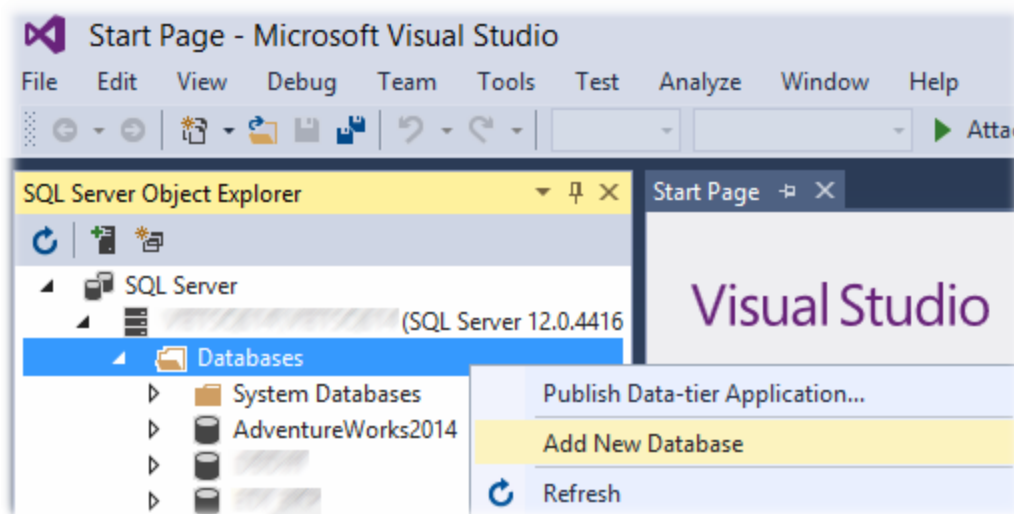 Start Page - Microsoft Visual Studio
File Edit View Debug Team Tools Test Analyze Window Help
SQL Server Object Explorer
Start Page
SQL Server
Visual Studio
(SQL Server 12.0.4416
Databases
System Databases
Publish Data-tier Application...
AdventureWorks2014
Add New Database
Refresh